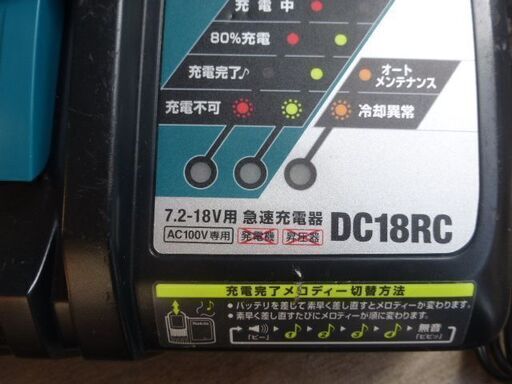 充電中
80%充電
充電完了♪
オート
メンテナンス
充電不可
冷却異常
7.2-18V用 急速充電器 DC18RC
AC100V専用 発電機 昇圧器
充電完了メロディー切替方法
●バッテリを差して素早く差し直すとメロディーが変わります。
●素早く差し直すたびにメロディーの順に変わります。
無音
「ピー」 「ピピッ」